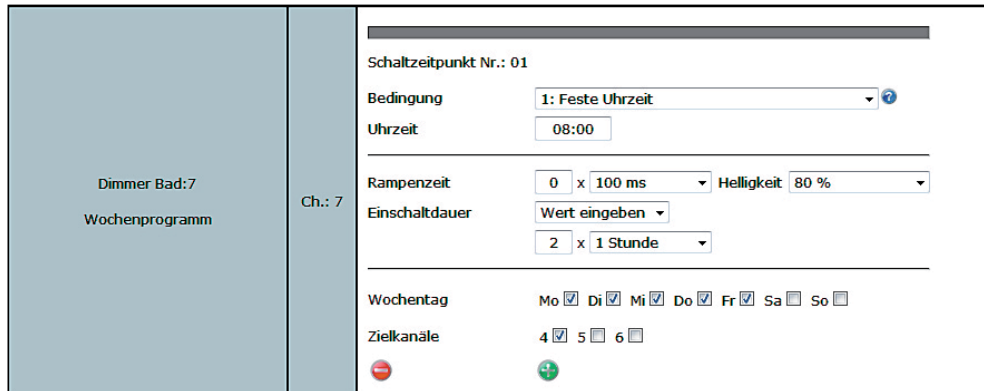 Dimmer Bad:7
Wochenprogramm
Ch.: 7
Schaltzeitpunkt Nr.: 01
Bedingung 1: Feste Uhrzeit
Uhrzeit 08:00
Rampenzeit 0 x 100 ms Helligkeit 80 %
Einschaltdauer Wert eingeben
2 x 1 Stunde
Wochentag Mo Di Mi Do Fr Sa So
Zielkanäle 4 5 6